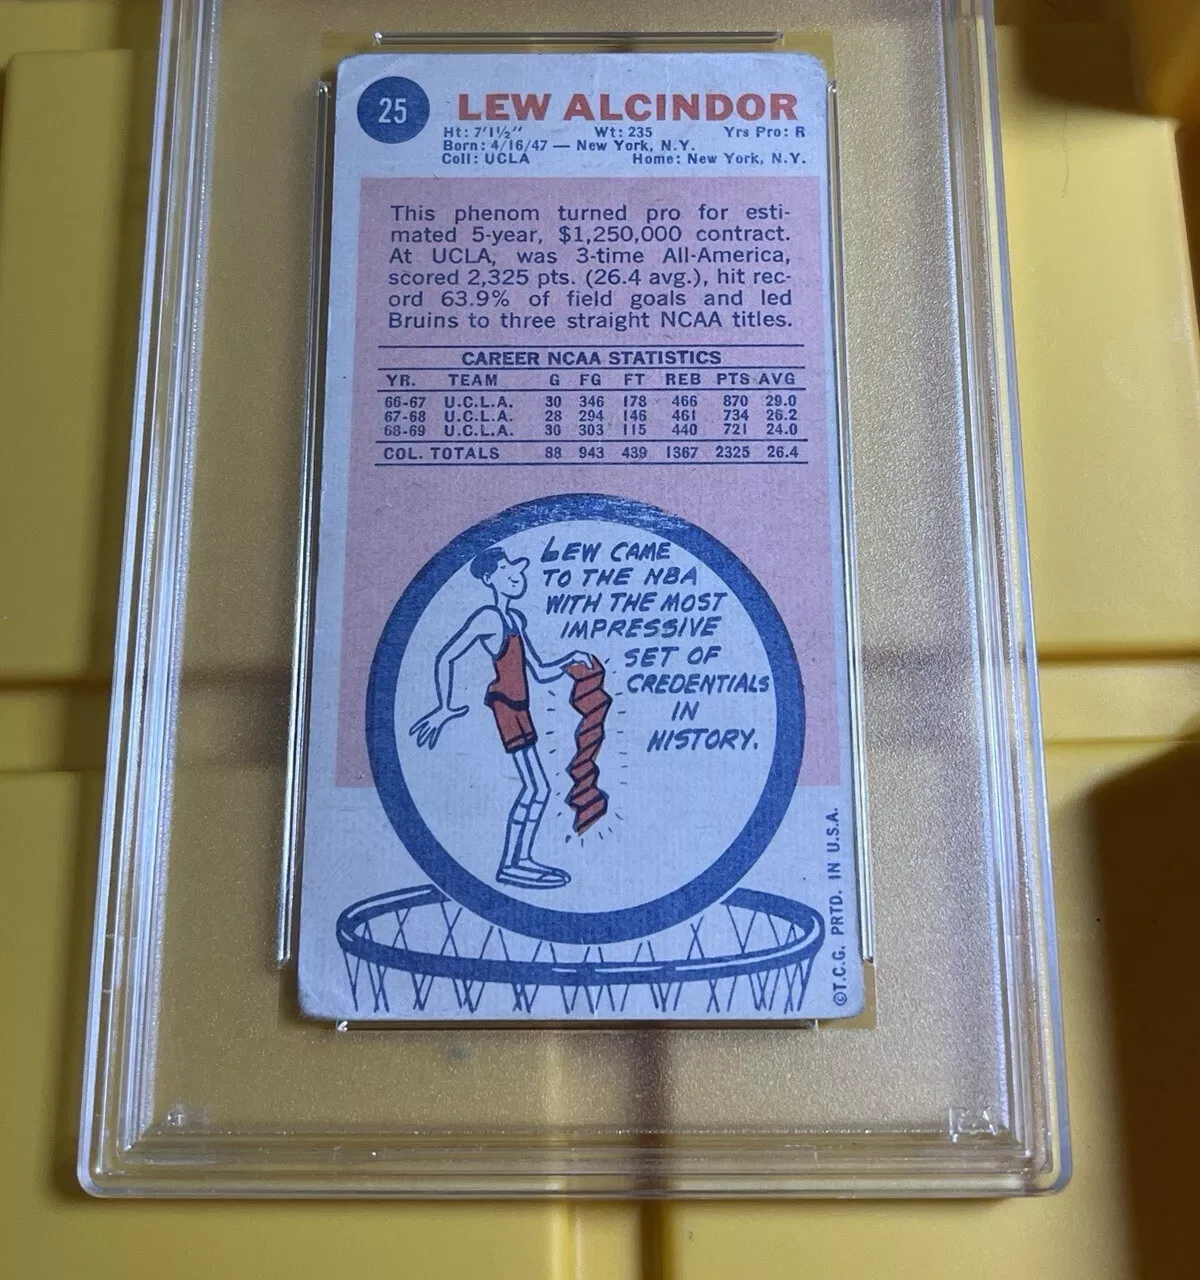 25
LEW ALCINDOR
Ht: 7'1½" Wt: 235 Yrs Pro: R
Born: 4/16/47 — New York, N.Y.
Coll: UCLA Home: New York, N.Y.
This phenom turned pro for esti-
mated 5-year, $1,250,000 contract.
At UCLA, was 3-time All-America,
scored 2,325 pts. (26.4 avg.), hit rec-
ord 63.9% of field goals and led
Bruins to three straight NCAA titles.
CAREER NCAA STATISTICS
YR. TEAM G FG FT REB PTS AVG
66-67 U.C.L.A. 30 346 178 466 870 29.0
67-68 U.C.L.A. 28 294 146 461 734 26.2
68-69 U.C.L.A. 30 303 115 440 721 24.0
COL. TOTALS 88 943 439 1367 2325 26.4
LEW CAME
TO THE NBA
WITH THE MOST
IMPRESSIVE
SET OF
CREDENTIALS
IN
HISTORY.
©T.C.G. PRTD. IN U.S.A.